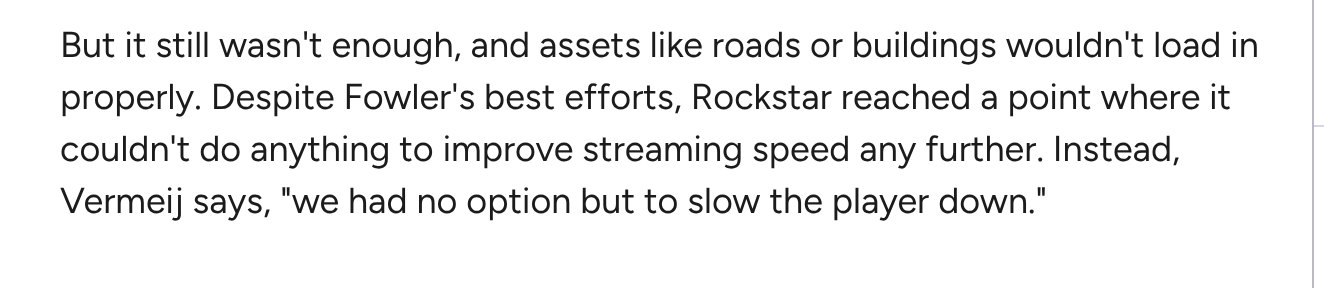 But it still wasn't enough, and assets like roads or buildings wouldn't load in
properly. Despite Fowler's best efforts, Rockstar reached a point where it
couldn't do anything to improve streaming speed any further. Instead,
Vermeij says, "we had no option but to slow the player down."